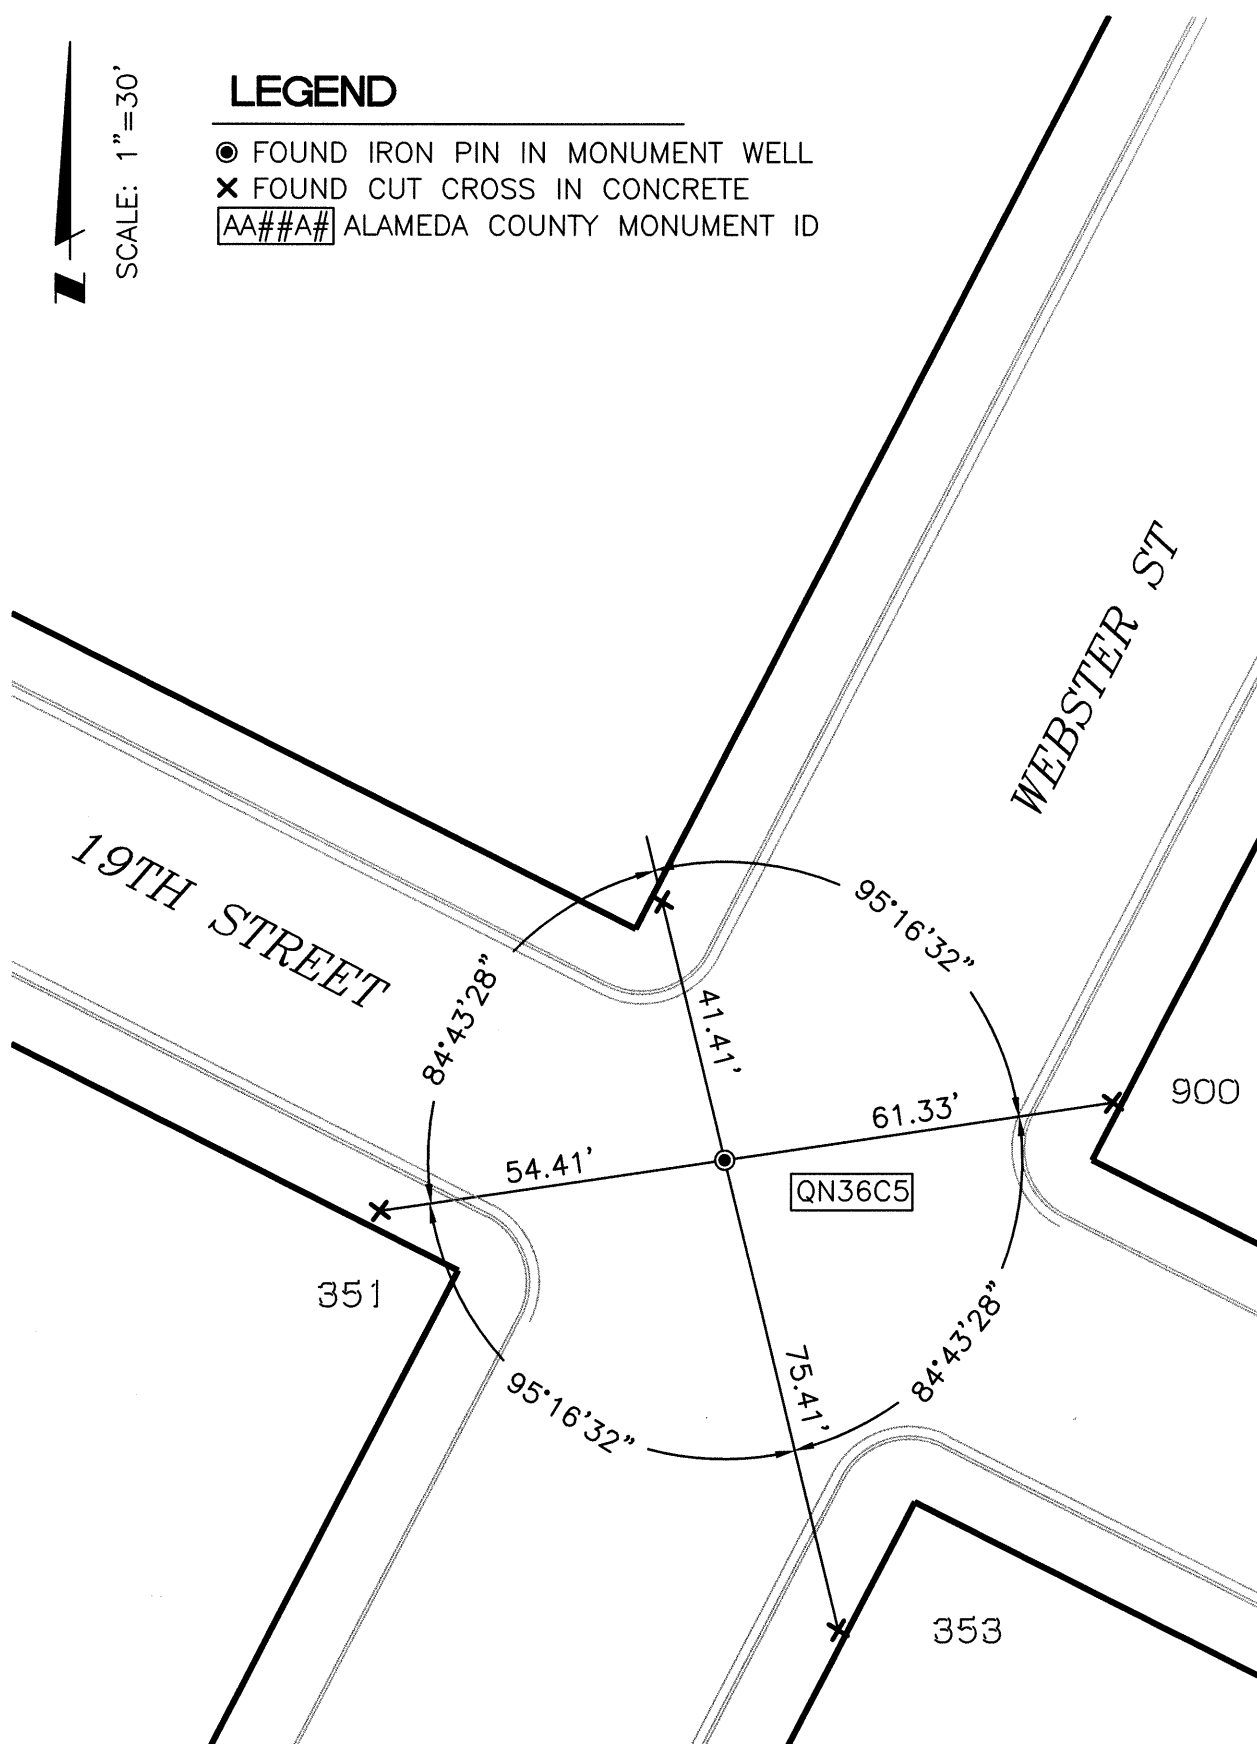 SCALE: 1"=30'
LEGEND
FOUND IRON PIN IN MONUMENT WELL
FOUND CUT CROSS IN CONCRETE
AA##A# ALAMEDA COUNTY MONUMENT ID
WEBSTER ST
19TH STREET
95°16'32"
84°43'28"
41.41'
61.33'
900
54.41'
QN36C5
351
84°43'28"
75.41'
95°16'32"
353